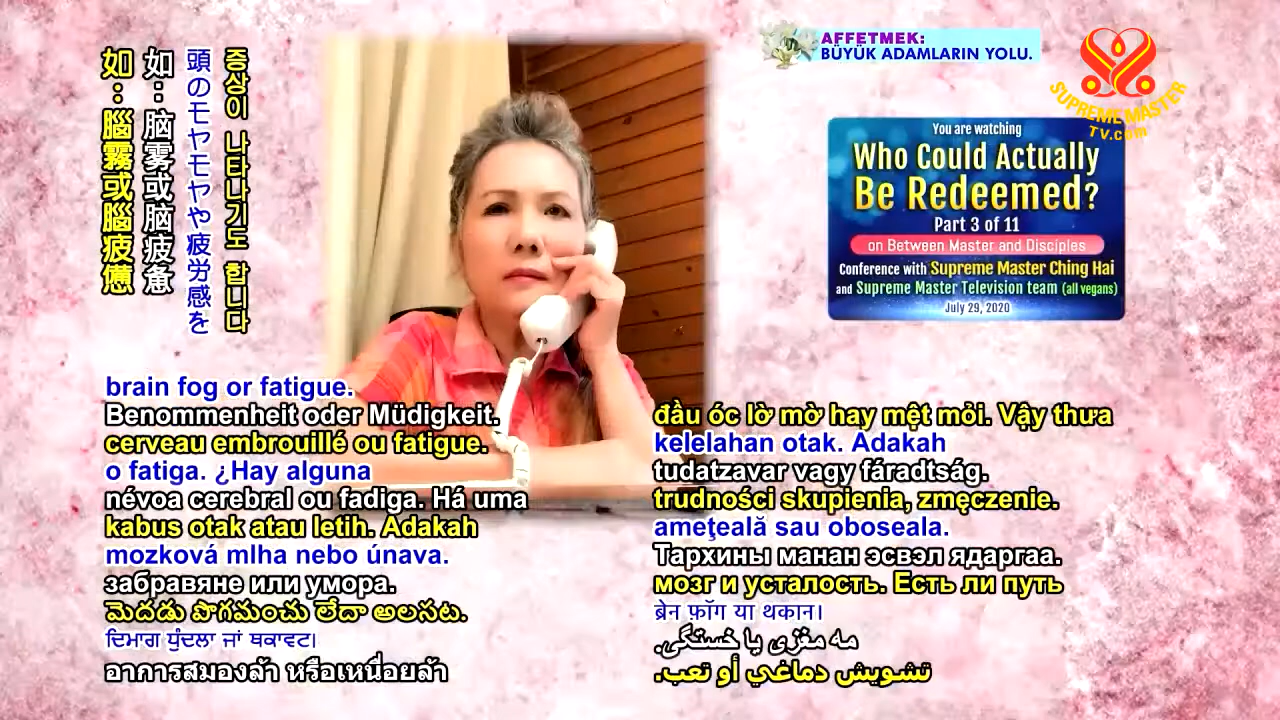 AFFETMEK:
BÜYÜK ADAMLARIN YOLU.
SUPREME MASTER
TV.com
You are watching
Who Could Actually
Be Redeemed?
Part 3 of 11
on Between Master and Disciples
Conference with Supreme Master Ching Hai
and Supreme Master Television team (all vegans)
July 29, 2020
증상이 나타나기도 합니다
頭のモヤモヤや疲労感を
如…脑雾或脑疲惫
如…腦霧或腦疲憊
brain fog or fatigue.
Benommenheit oder Müdigkeit.
cerveau embrouillé ou fatigue.
o fatiga. ¿Hay alguna
névoa cerebral ou fadiga. Há uma
kabus otak atau letih. Adakah
mozková mlha nebo únava.
забравяне или умора.
మెదడు పొగమంచు లేదా అలసట.
ਦਿਮਾਗ ਧੁੰਦਲਾ ਜਾਂ ਥਕਾਵਟ।
อาการสมองล้า หรือเหนื่อยล้า
đầu óc lờ mờ hay mệt mỏi. Vậy thưa
kelelahan otak. Adakah
tudatzavar vagy fáradtság.
trudności skupienia, zmęczenie.
ameţeală sau oboseala.
Тархины манан эсвэл ядаргаа.
мозг и усталость. Есть ли путь
ब्रेन फ़ॉग या थकान।
مه مغزی یا خستگی.
تشويش دماغي أو تعب.